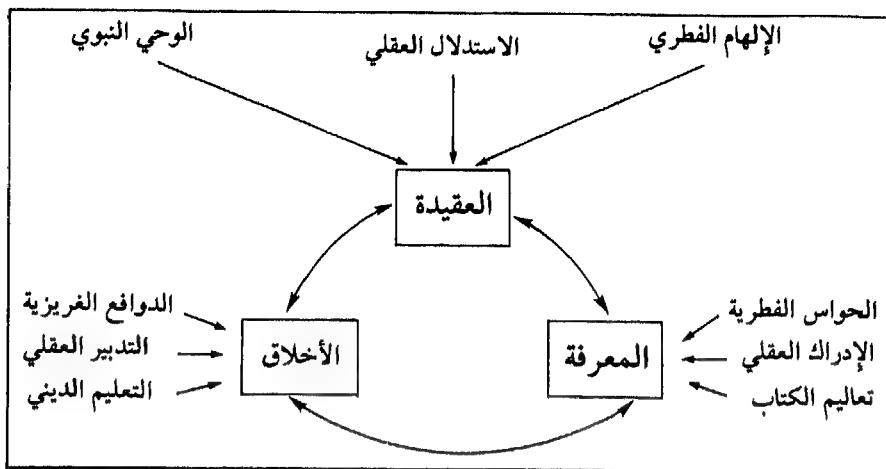 الإلهام الفطري
الاستدلال العقلي
الوحي النبوي
العقيدة
الحواس الفطرية
الإدراك العقلي
تعاليم الكتاب
المعرفة
الأخلاق
الدوافع الغريزية
التدبير العقلي
التعليم الديني